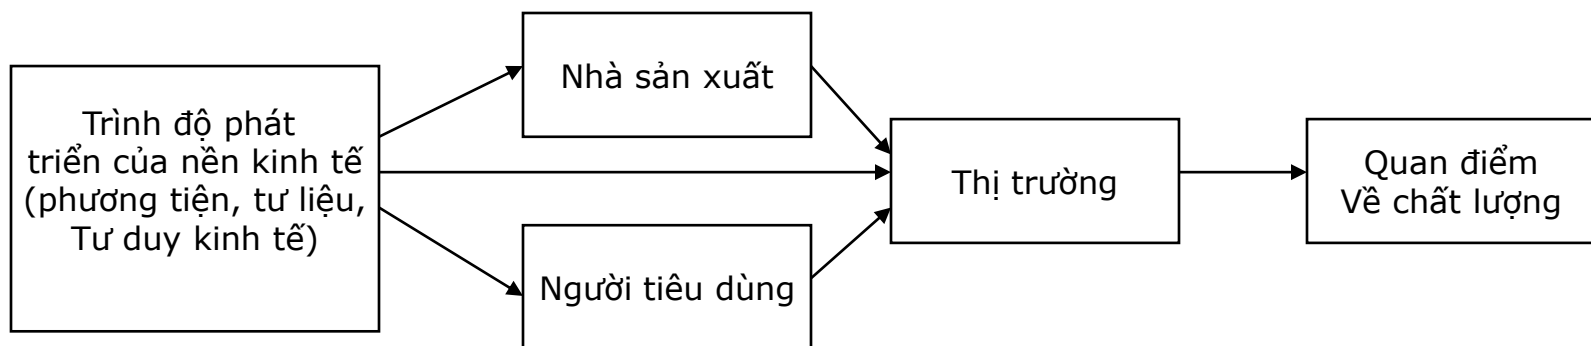 Trình độ phát
triển của nền kinh tế
(phương tiện, tư liệu,
Tư duy kinh tế)
Nhà sản xuất
Người tiêu dùng
Thị trường
Quan điểm
Về chất lượng